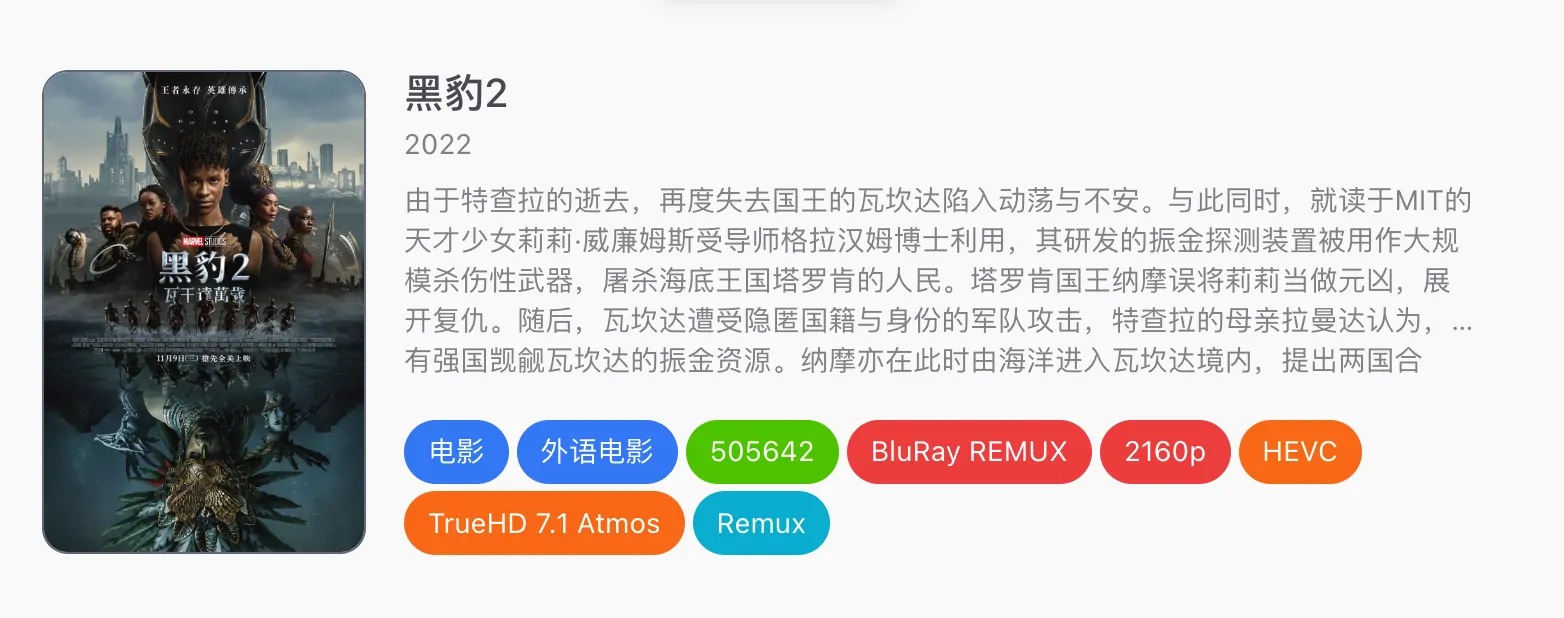 王者永存 英雄傳承
MARVEL STUDIOS
黑豹2
瓦干達萬歲
11月9日(三) 搶先全美上映
黑豹2
2022
由于特查拉的逝去，再度失去国王的瓦坎达陷入动荡与不安。与此同时，就读于MIT的
天才少女莉莉·威廉姆斯受导师格拉汉姆博士利用，其研发的振金探测装置被用作大规
模杀伤性武器，屠杀海底王国塔罗肯的人民。塔罗肯国王纳摩误将莉莉当做元凶，展
开复仇。随后，瓦坎达遭受隐匿国籍与身份的军队攻击，特查拉的母亲拉曼达认为，...
有强国觊觎瓦坎达的振金资源。纳摩亦在此时由海洋进入瓦坎达境内，提出两国合
电影 外语电影 505642 BluRay REMUX 2160p HEVC
TrueHD 7.1 Atmos Remux